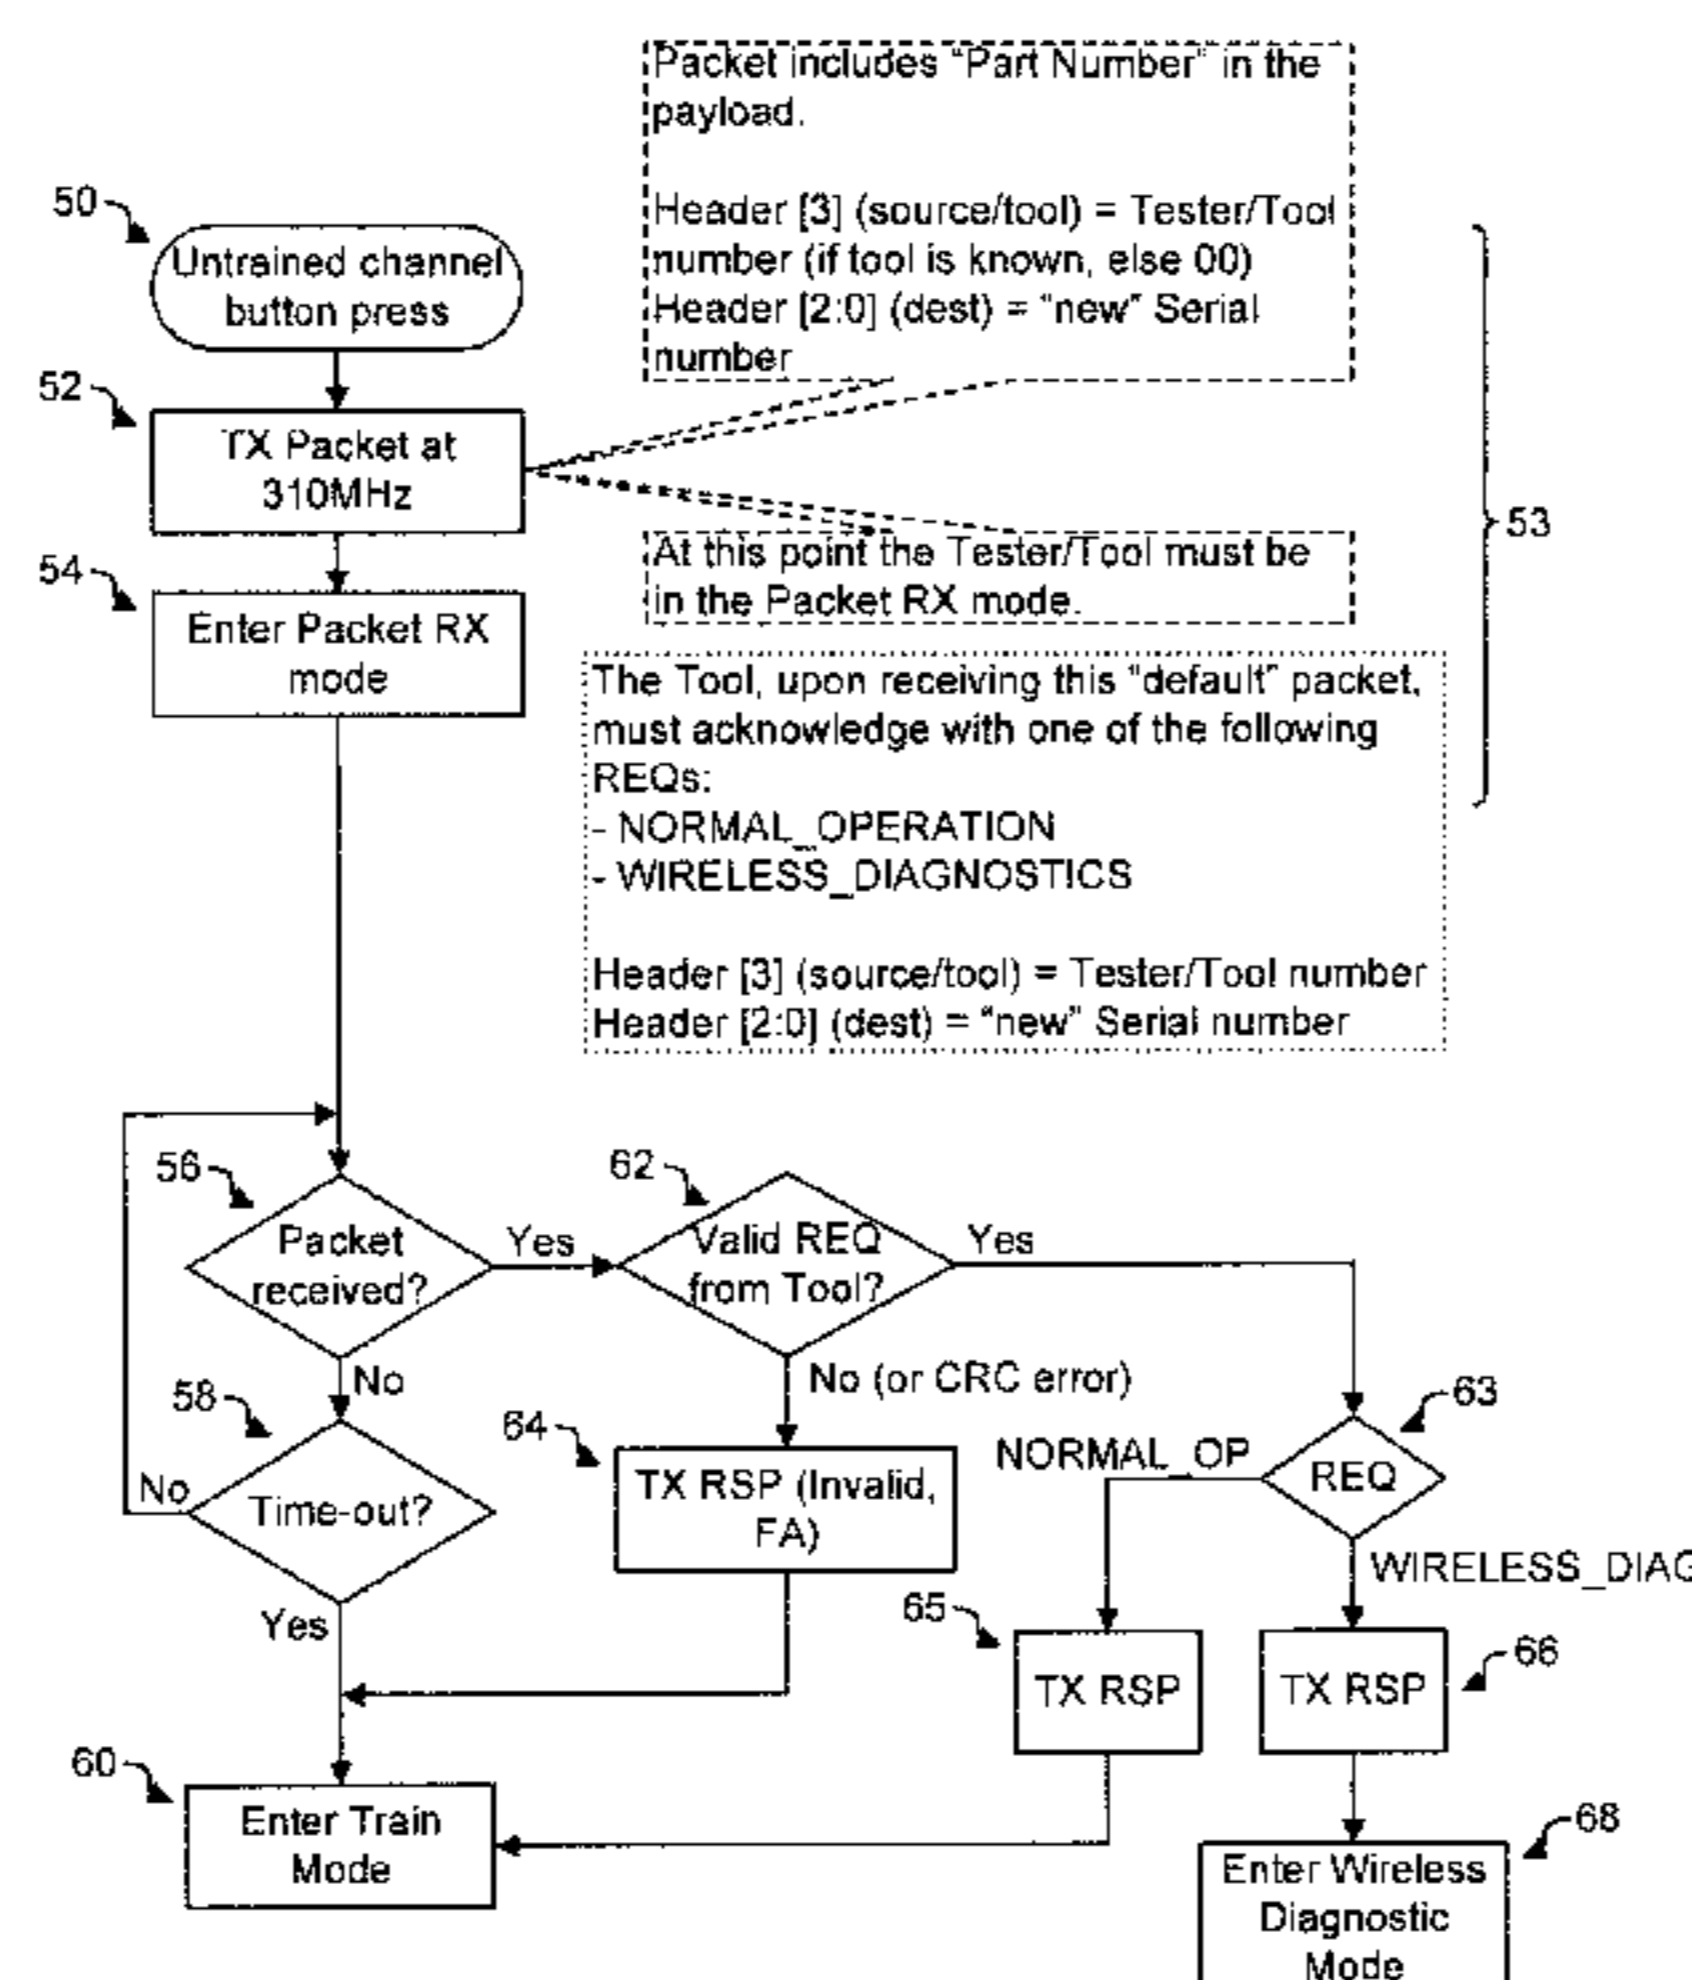 Packet includes "Part Number" in the
payload.
Header [3] (source/tool) = Tester/Tool
number (if tool is known, else 00)
Header [2:0] (dest) = "new" Serial
number
50
Untrained channel
button press
52
TX Packet at
310MHz
53
At this point the Tester/Tool must be
in the Packet RX mode.
54
Enter Packet RX
mode
The Tool, upon receiving this "default" packet,
must acknowledge with one of the following
REQs:
- NORMAL_OPERATION
- WIRELESS_DIAGNOSTICS
Header [3] (source/tool) = Tester/Tool number
Header [2:0] (dest) = "new" Serial number
56
Packet
received?
Yes
62
Valid REQ
from Tool?
Yes
No
No (or CRC error)
58
Time-out?
No
Yes
64
TX RSP (Invalid,
FA)
63
REQ
NORMAL_OP
WIRELESS_DIAG
65
TX RSP
66
TX RSP
60
Enter Train
Mode
68
Enter Wireless
Diagnostic
Mode